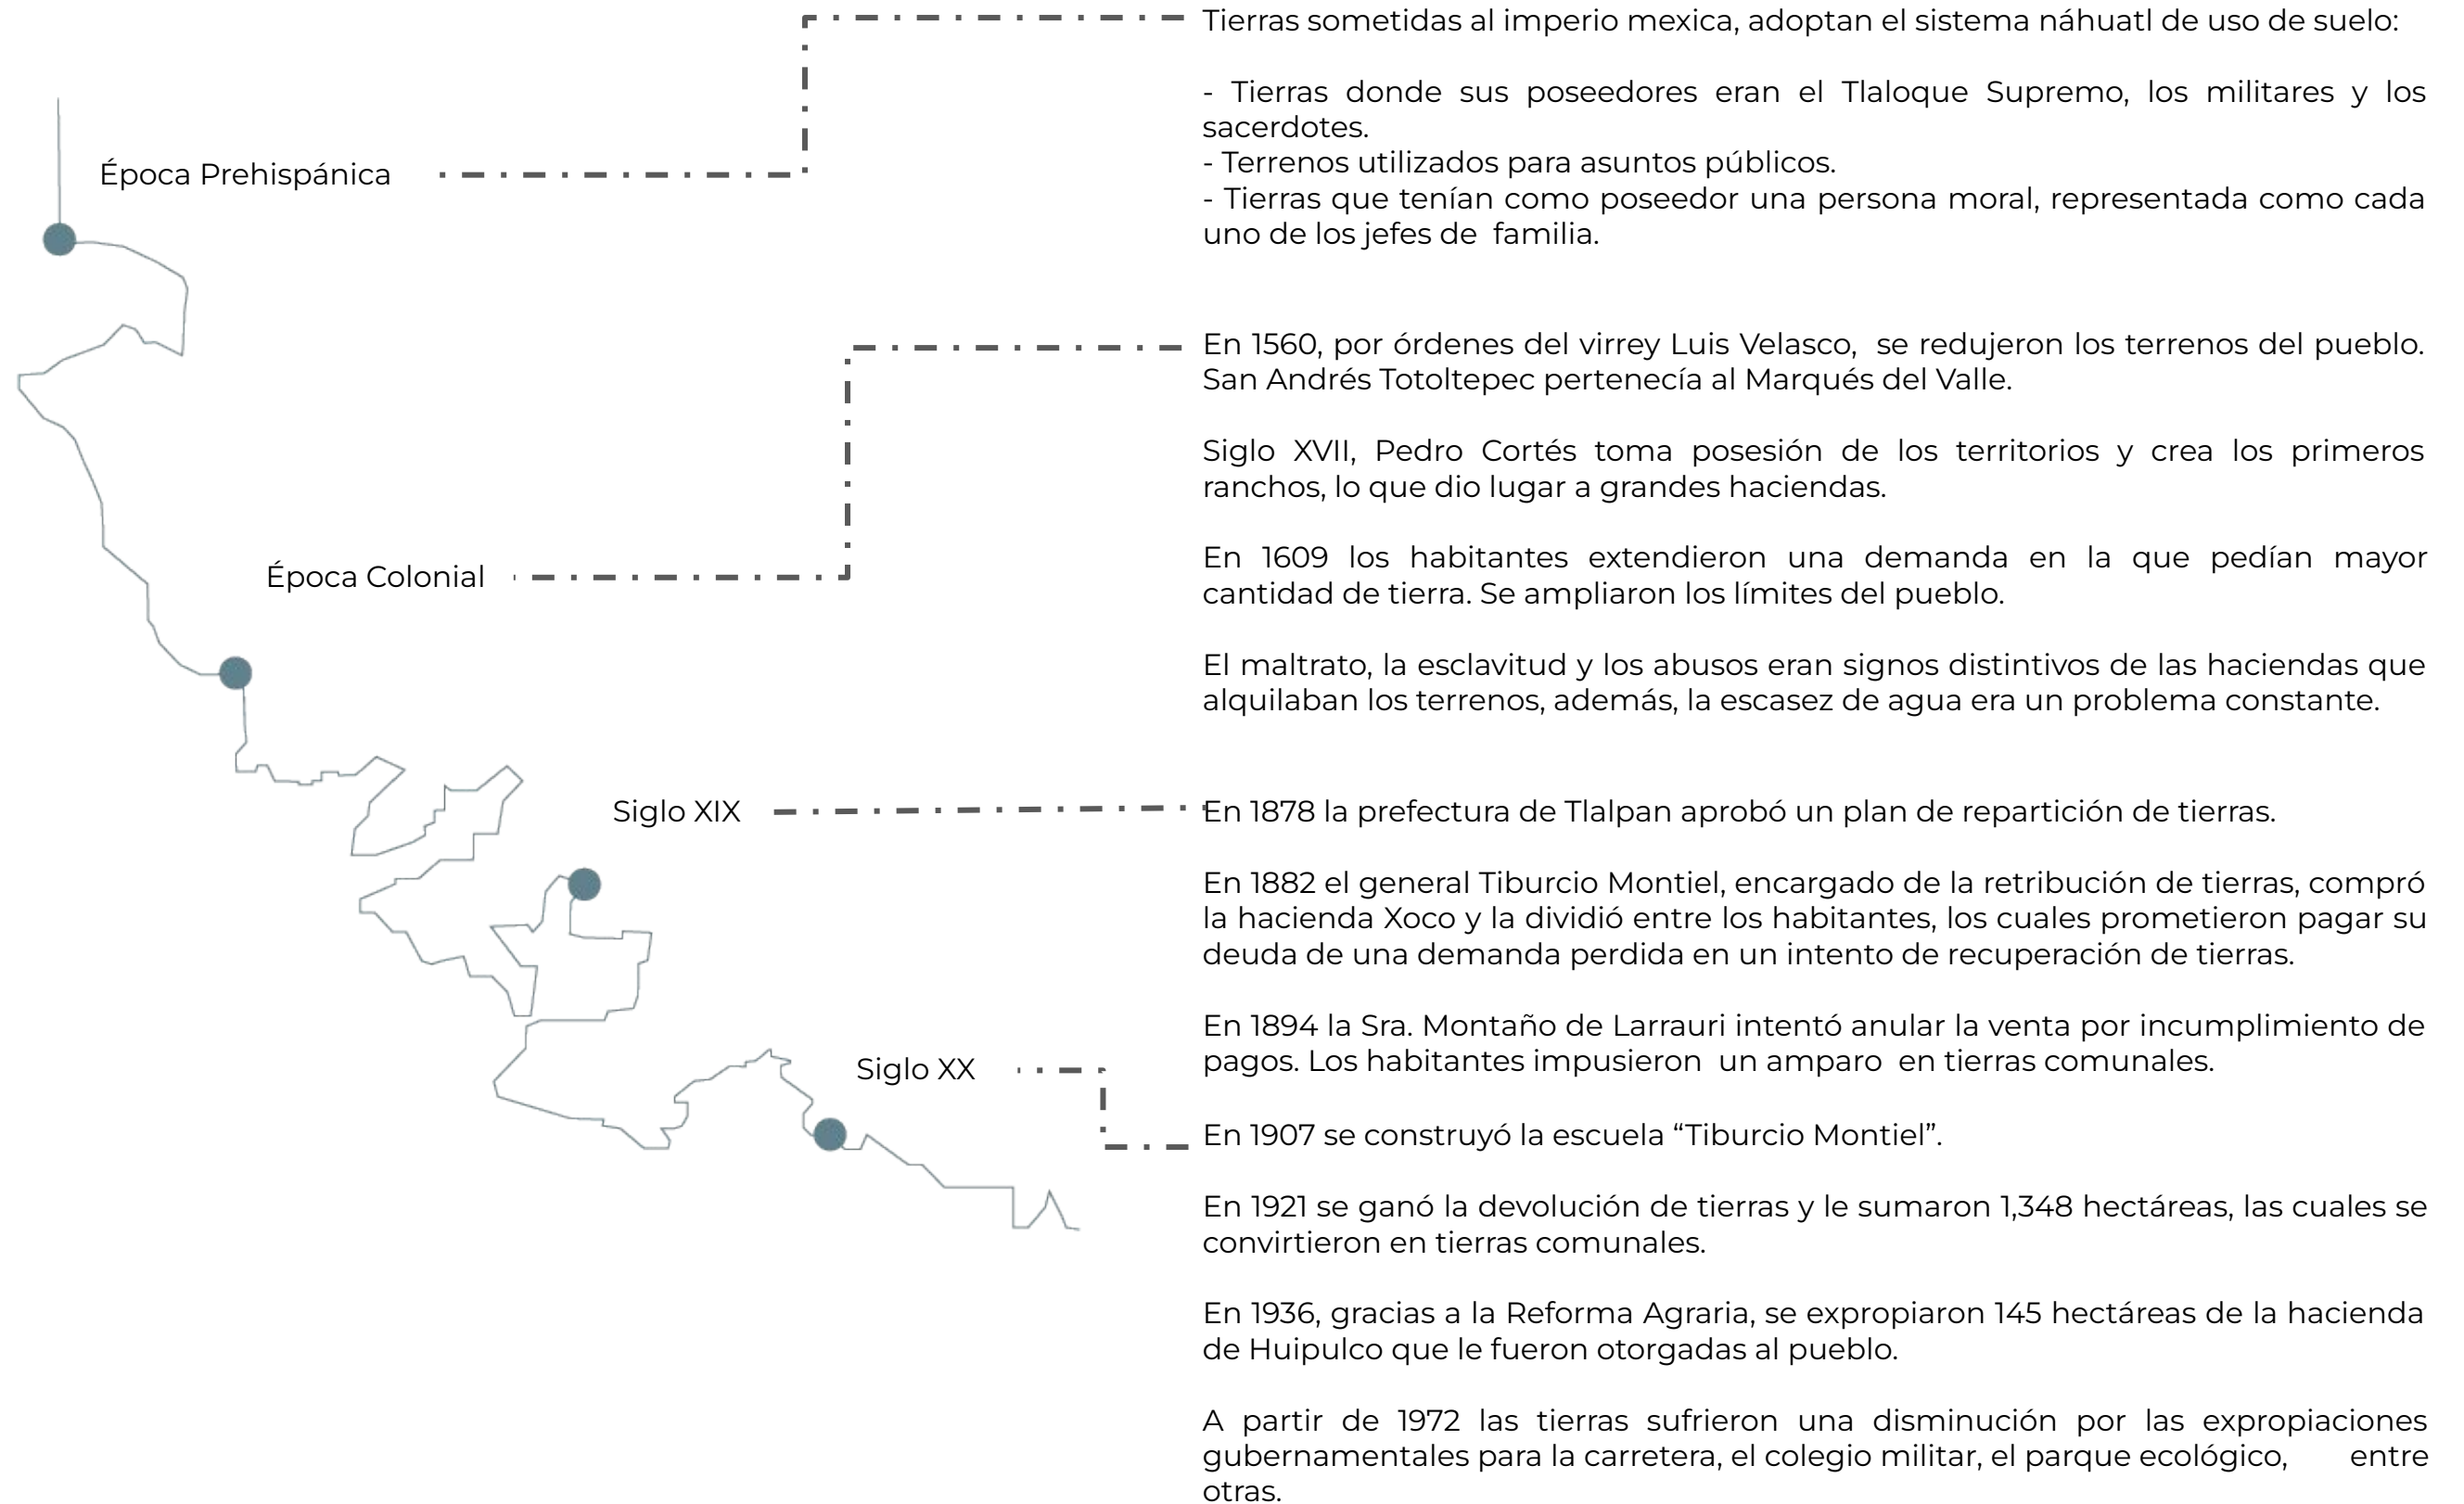 Tierras sometidas al imperio mexica, adoptan el sistema náhuatl de uso de suelo:
- Tierras donde sus poseedores eran el Tlaloque Supremo, los militares y los
sacerdotes.
- Terrenos utilizados para asuntos públicos.
- Tierras que tenían como poseedor una persona moral, representada como cada
uno de los jefes de familia.
Época Prehispánica
En 1560, por órdenes del virrey Luis Velasco, se redujeron los terrenos del pueblo.
San Andrés Totoltepec pertenecía al Marqués del Valle.
Siglo XVII, Pedro Cortés toma posesión de los territorios y crea los primeros
ranchos, lo que dio lugar a grandes haciendas.
En 1609 los habitantes extendieron una demanda en la que pedían mayor
cantidad de tierra. Se ampliaron los límites del pueblo.
El maltrato, la esclavitud y los abusos eran signos distintivos de las haciendas que
alquilaban los terrenos, además, la escasez de agua era un problema constante.
Época Colonial
Siglo XIX
En 1878 la prefectura de Tlalpan aprobó un plan de repartición de tierras.
En 1882 el general Tiburcio Montiel, encargado de la retribución de tierras, compró
la hacienda Xoco y la dividió entre los habitantes, los cuales prometieron pagar su
deuda de una demanda perdida en un intento de recuperación de tierras.
En 1894 la Sra. Montaño de Larrauri intentó anular la venta por incumplimiento de
pagos. Los habitantes impusieron un amparo en tierras comunales.
Siglo XX
En 1907 se construyó la escuela “Tiburcio Montiel”.
En 1921 se ganó la devolución de tierras y le sumaron 1,348 hectáreas, las cuales se
convirtieron en tierras comunales.
En 1936, gracias a la Reforma Agraria, se expropiaron 145 hectáreas de la hacienda
de Huipulco que le fueron otorgadas al pueblo.
A partir de 1972 las tierras sufrieron una disminución por las expropiaciones
gubernamentales para la carretera, el colegio militar, el parque ecológico, entre
otras.